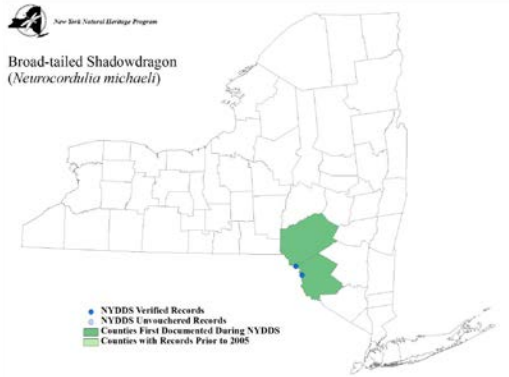 New York Natural Heritage Program
Broad-tailed Shadowdragon
(Neurocordulia michaeli)
NYDDS Verified Records
NYDDS Unvouchered Records
Counties First Documented During NYDDS
Counties with Records Prior to 2005